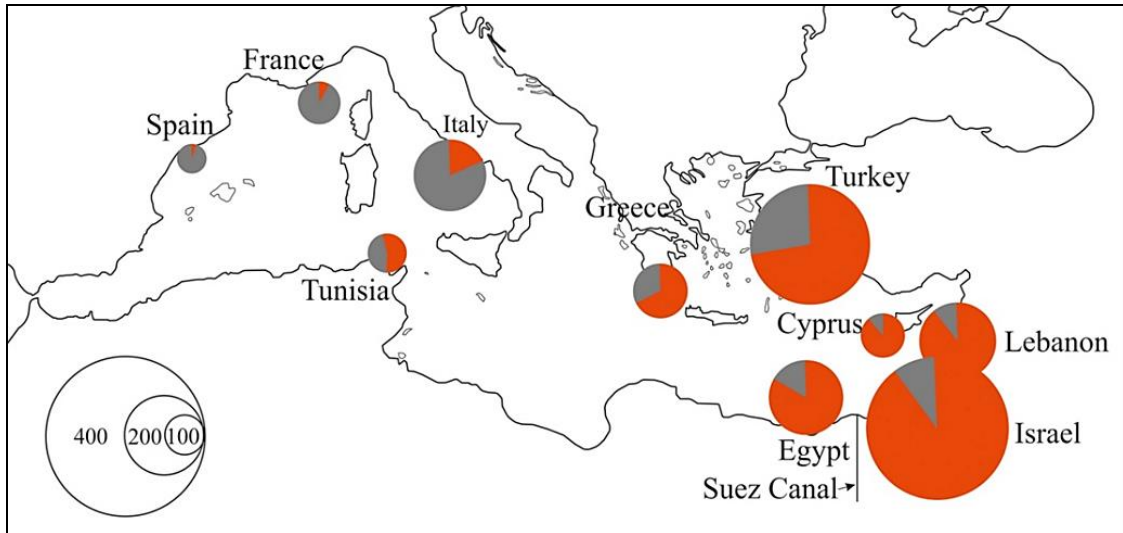 France
Spain
Italy
Turkey
Greece
Tunisia
Cyprus
Lebanon
400
200
100
Israel
Egypt
Suez Canal